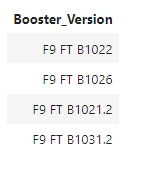 Booster_Version
F9 FT B1022
F9 FT B1026
F9 FT B1021.2
F9 FT B1031.2